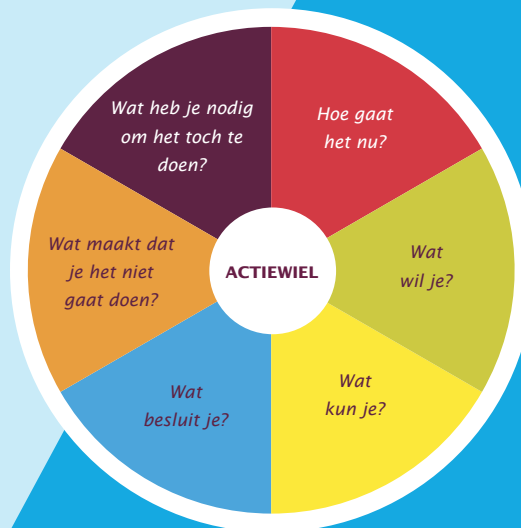 Hoe gaat
het nu?
Wat
wil je?
Wat
kun je?
Wat
besluit je?
Wat maakt dat
je het niet
gaat doen?
Wat heb je nodig
om het toch te
doen?
ACTIEWIEL